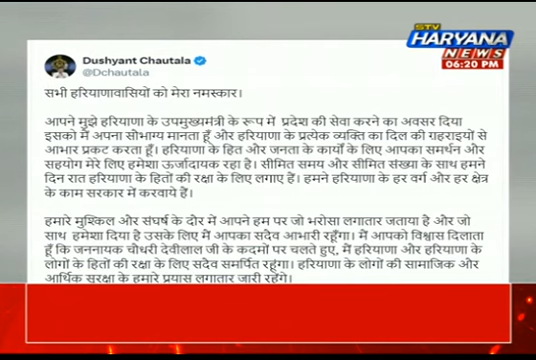 STV
HARYANA
NEWS
06:20 PM
Dushyant Chautala
@Dchautala
सभी हरियाणावासियों को मेरा नमस्कार।
आपने मुझे हरियाणा के उपमुख्यमंत्री के रूप में प्रदेश की सेवा करने का अवसर दिया
इसको मैं अपना सौभाग्य मानता हूँ और हरियाणा के प्रत्येक व्यक्ति का दिल की ग़हराइयों से
आभार प्रकट करता हूँ। हरियाणा के हित और जनता के कार्यों के लिए आपका समर्थन और
सहयोग मेरे लिए हमेशा ऊर्जादायक रहा है। सीमित समय और सीमित संख्या के साथ हमने
दिन रात हरियाणा के हितों की रक्षा के लिए लगाए हैं। हमने हरियाणा के हर वर्ग और हर क्षेत्र
के काम सरकार में करवाये हैं।
हमारे मुश्किल और संघर्ष के दौर में आपने हम पर जो भरोसा लगातार जताया है और जो
साथ हमेशा दिया है उसके लिए मैं आपका सदैव आभारी रहूँगा। मैं आपको विश्वास दिलाता
हूँ कि जननायक चौधरी देवीलाल जी के कदमों पर चलते हुए, में हरियाणा और हरियाणा के
लोगों के हितों की रक्षा के लिए सदैव समर्पित रहूंगा। हरियाणा के लोगों की सामाजिक और
आर्थिक सुरक्षा के हमारे प्रयास लगातार जारी रहेंगे।